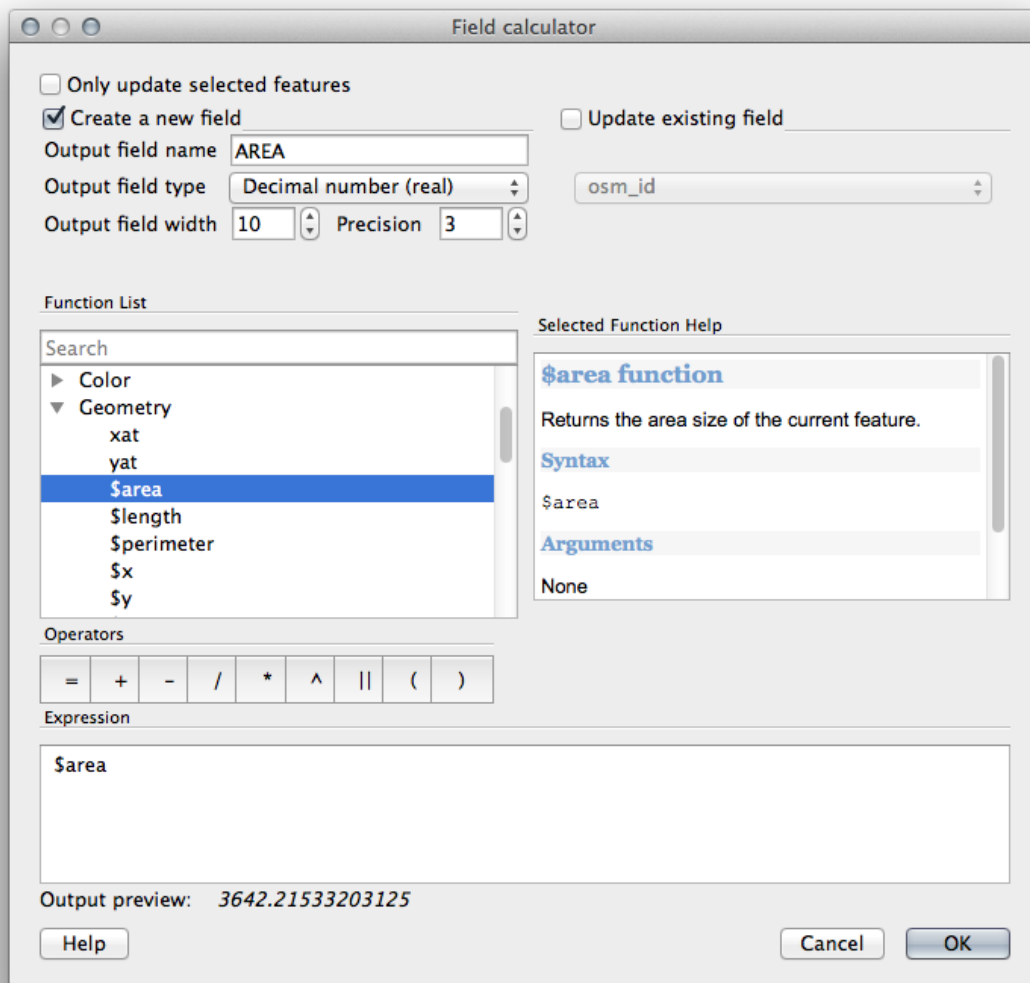 Field calculator
Only update selected features
Create a new field
Update existing field
Output field name AREA
Output field type Decimal number (real)
osm_id
Output field width 10 Precision 3
Function List
Selected Function Help
Search
Color
Geometry
xat
yat
$area
$length
$perimeter
$x
$y
$area function
Returns the area size of the current feature.
Syntax
$area
Arguments
None
Operators
= + - / * ^ || ( )
Expression
$area
Output preview: 3642.21533203125
Help Cancel OK